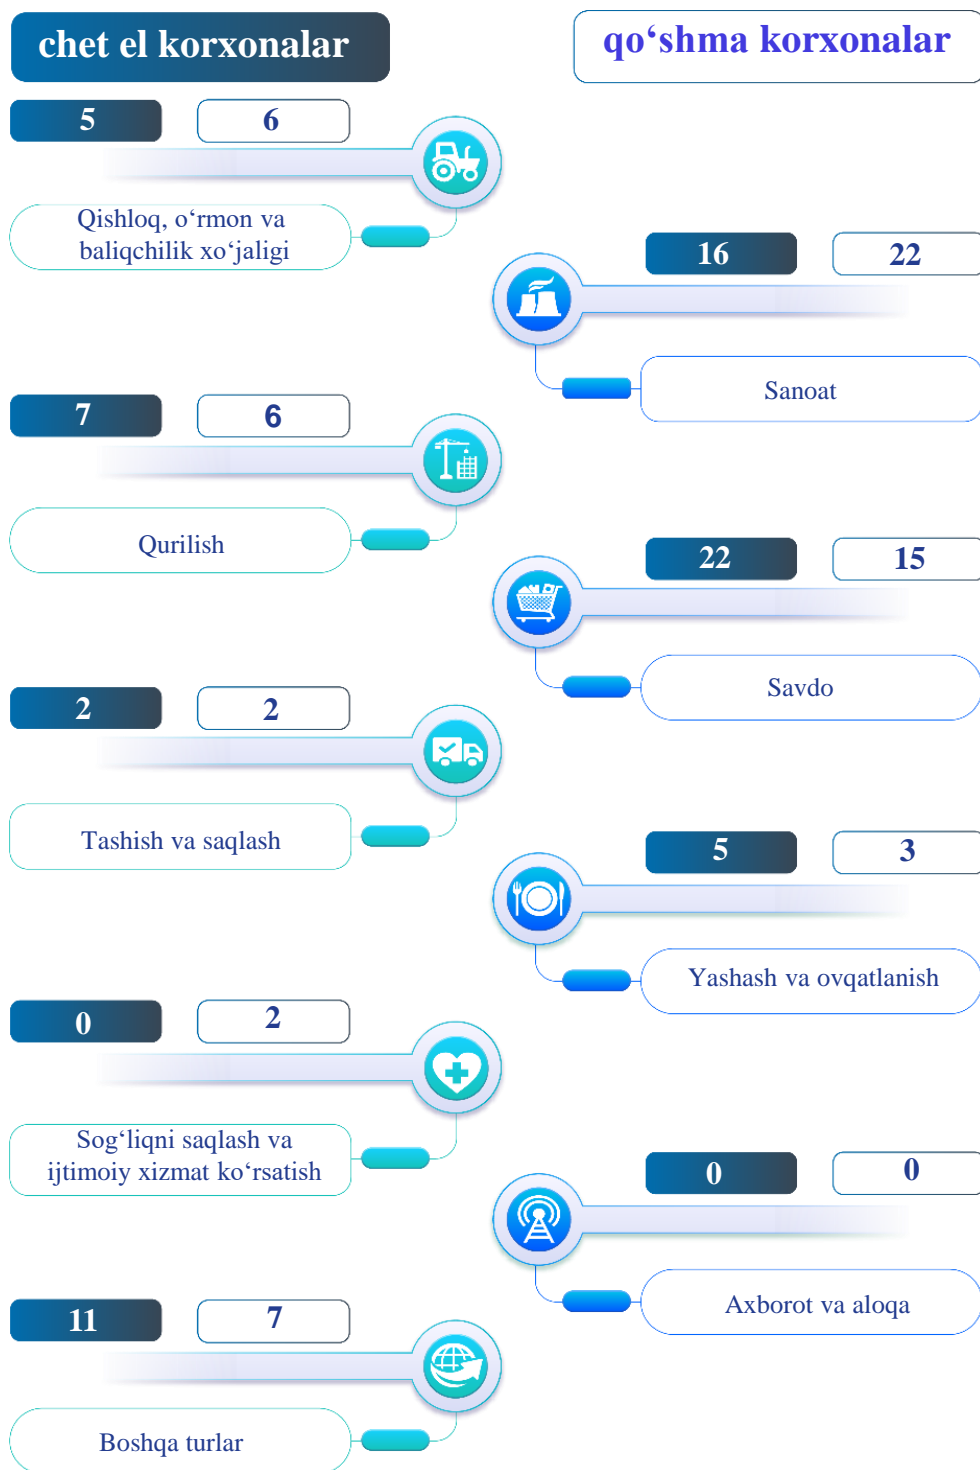 chet el korxonalar
qo‘shma korxonalar
5
6
Qishloq, o‘rmon va
baliqchilik xo‘jaligi
16
22
Sanoat
7
6
Qurilish
22
15
Savdo
2
2
Tashish va saqlash
5
3
Yashash va ovqatlanish
0
2
Sog‘liqni saqlash va
ijtimoiy xizmat ko‘rsatish
0
0
Axborot va aloqa
11
7
Boshqa turlar